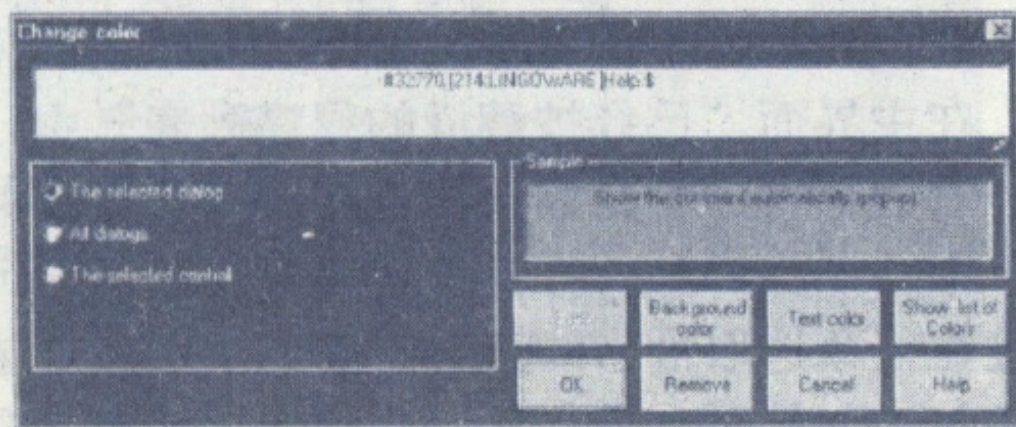 Change color
#32770,[214:LINGOWARE ]Help $
The selected dialog
All dialogs
The selected control
Sample
Show the comment automatically (popup)
Background color
Text color
Show list of Colors
OK
Remove
Cancel
Help